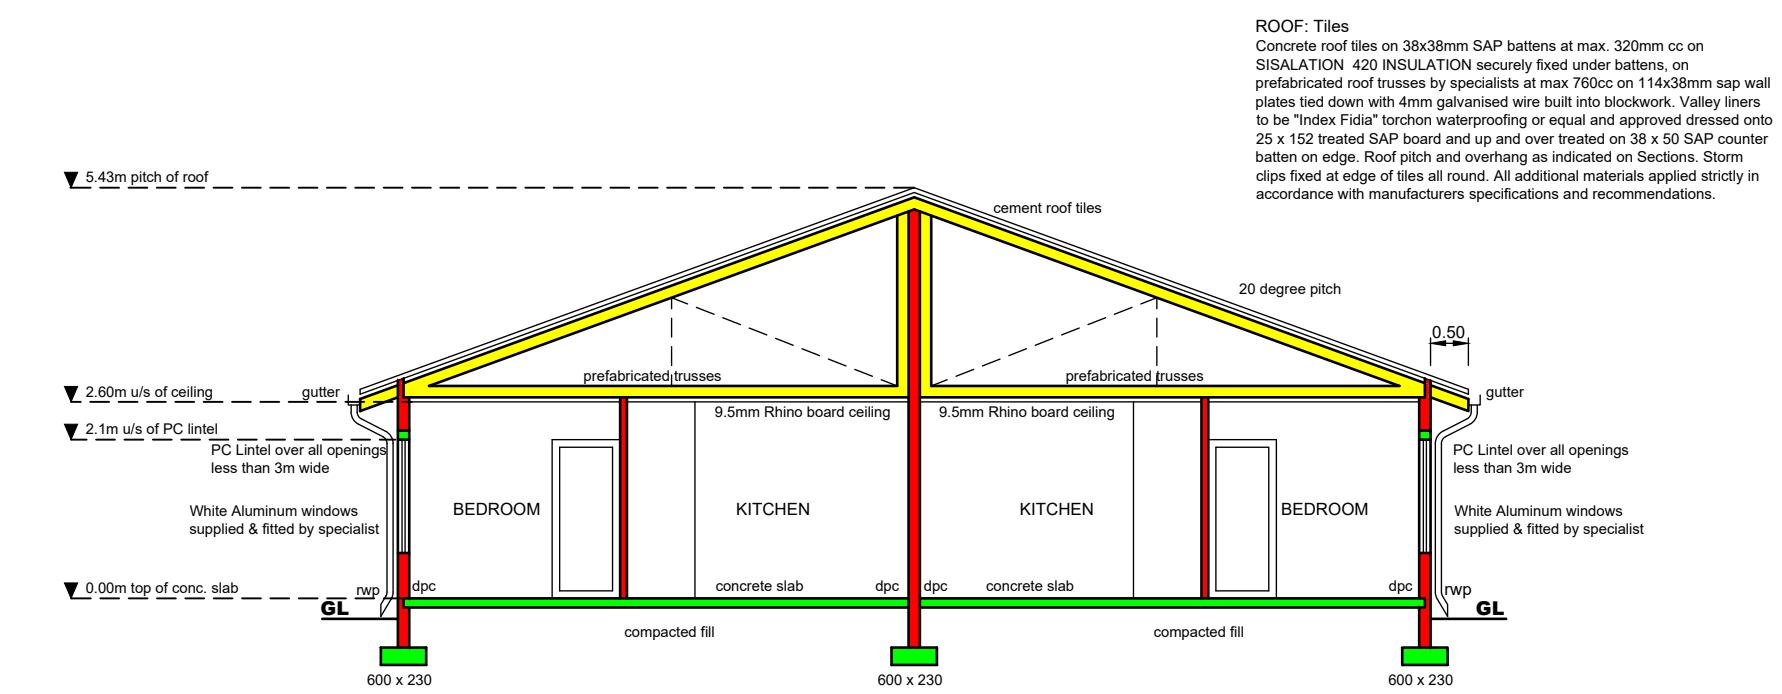 ROOF: Tiles
Concrete roof tiles on 38x38mm SAP battens at max. 320mm cc on
SISALATION 420 INSULATION securely fixed under battens, on
prefabricated roof trusses by specialists at max 760cc on 114x38mm sap wall
plates tied down with 4mm galvanised wire built into blockwork. Valley liners
to be "Index Fidia" torchon waterproofing or equal and approved dressed onto
25 x 152 treated SAP board and up and over treated on 38 x 50 SAP counter
batten on edge. Roof pitch and overhang as indicated on Sections. Storm
clips fixed at edge of tiles all round. All additional materials applied strictly in
accordance with manufacturers specifications and recommendations.
5.43m pitch of roof
cement roof tiles
20 degree pitch
0.50
prefabricated trusses
prefabricated trusses
2.60m u/s of ceiling
gutter
gutter
9.5mm Rhino board ceiling
9.5mm Rhino board ceiling
2.1m u/s of PC lintel
PC Lintel over all openings
less than 3m wide
PC Lintel over all openings
less than 3m wide
White Aluminum windows
supplied & fitted by specialist
BEDROOM
KITCHEN
KITCHEN
BEDROOM
White Aluminum windows
supplied & fitted by specialist
0.00m top of conc. slab
rwp
dpc
concrete slab
dpc
dpc
concrete slab
dpc
rwp
GL
GL
compacted fill
compacted fill
600 x 230
600 x 230
600 x 230